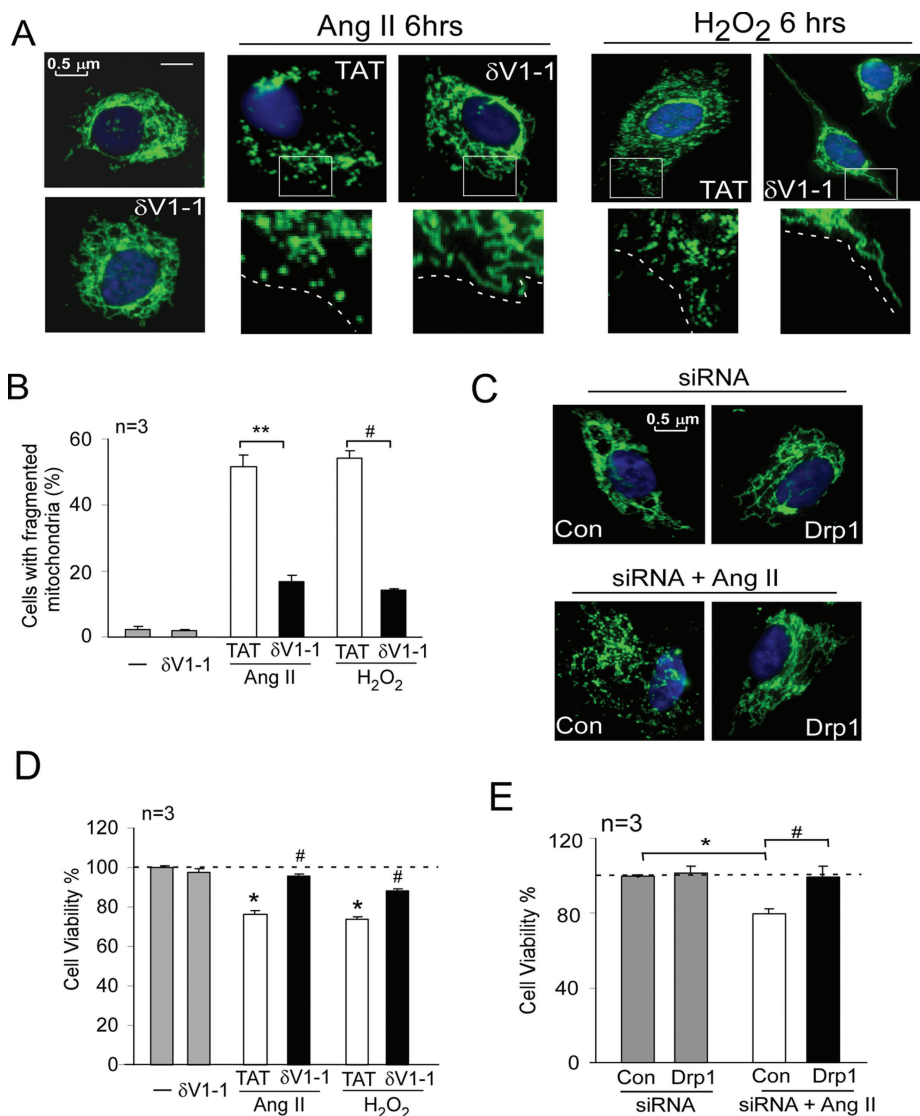 A
Ang II 6hrs
H₂O₂ 6 hrs
0.5 μm
TAT
δV1-1
TAT
δV1-1
δV1-1
B
n=3
**
#
60
40
20
0
Cells with fragmented
mitochondria (%)
— δV1-1
TAT δV1-1
TAT δV1-1
Ang II
H₂O₂
C
siRNA
0.5 μm
Con
Drp1
siRNA + Ang II
Con
Drp1
D
n=3
120
100
80
60
40
20
0
Cell Viability %
*
#
*
#
— δV1-1
TAT δV1-1
TAT δV1-1
Ang II
H₂O₂
E
n=3
*
#
120
100
80
60
0
Cell Viability %
Con Drp1
Con Drp1
siRNA
siRNA + Ang II